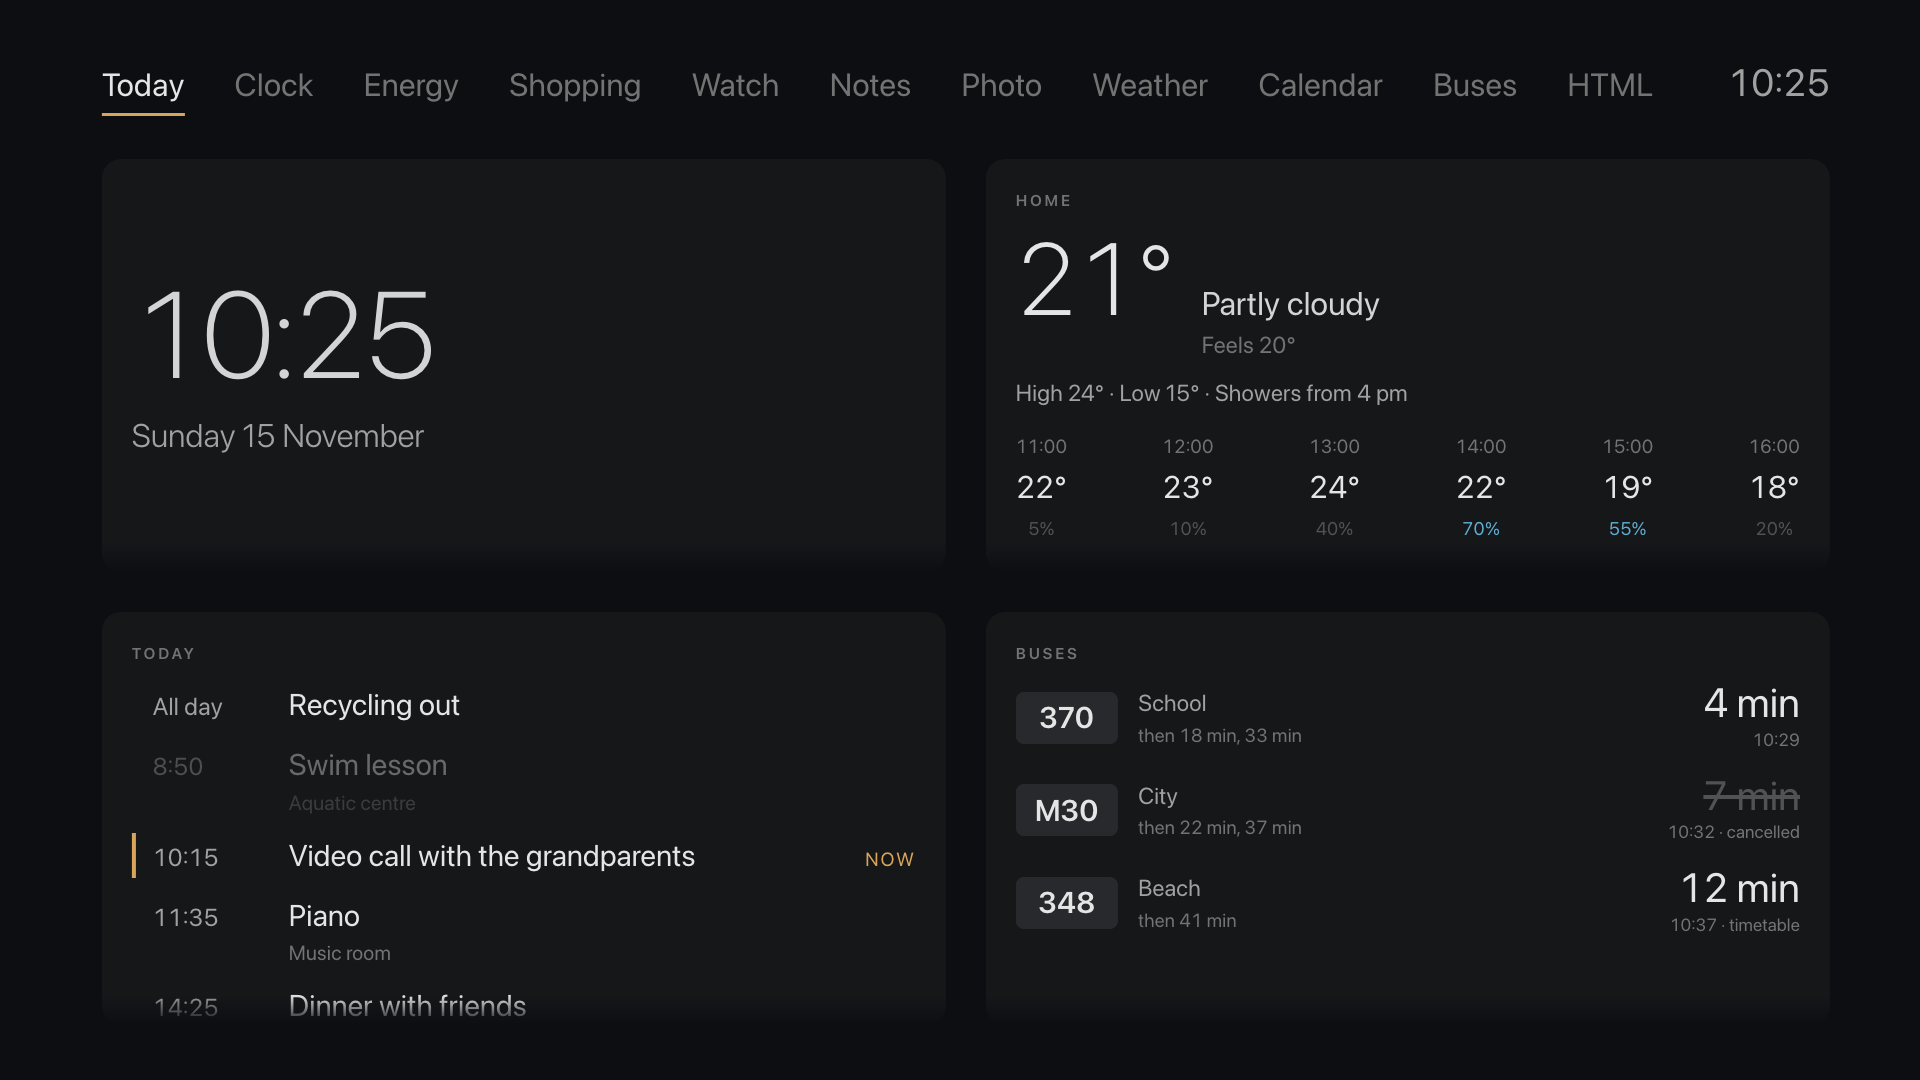 Today Clock Energy Shopping Watch Notes Photo Weather Calendar Buses HTML 10:25
10:25
Sunday 15 November
HOME
21°
Partly cloudy
Feels 20°
High 24° · Low 15° · Showers from 4 pm
11:00 12:00 13:00 14:00 15:00 16:00
22° 23° 24° 22° 19° 18°
5% 10% 40% 70% 55% 20%
TODAY
All day Recycling out
8:50 Swim lesson
Aquatic centre
10:15 Video call with the grandparents NOW
11:35 Piano
Music room
14:25 Dinner with friends
BUSES
370 School 4 min
then 18 min, 33 min 10:29
M30 City 7 min
then 22 min, 37 min 10:32 · cancelled
348 Beach 12 min
then 41 min 10:37 · timetable